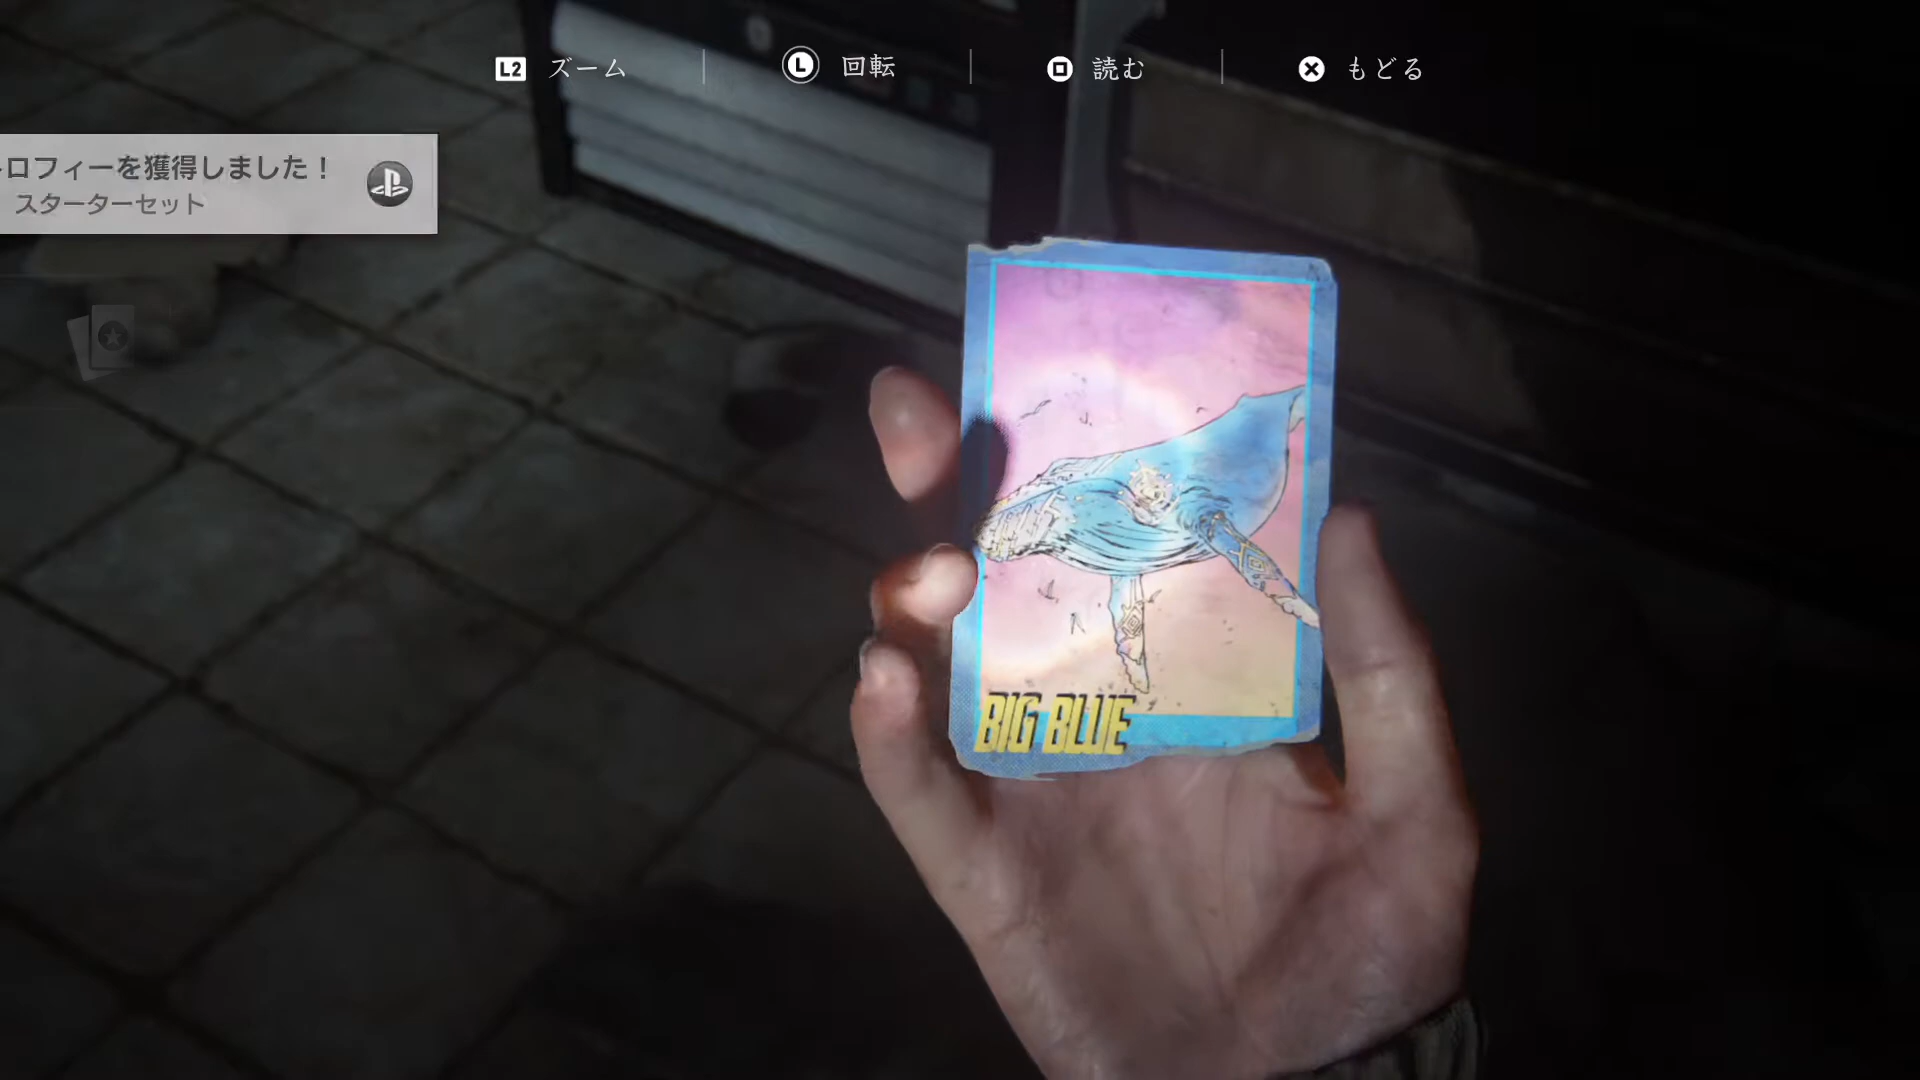 L2 ズーム
L 回転
読む
もどる
ロフィーを獲得しました！
スターターセット
BIG BLUE